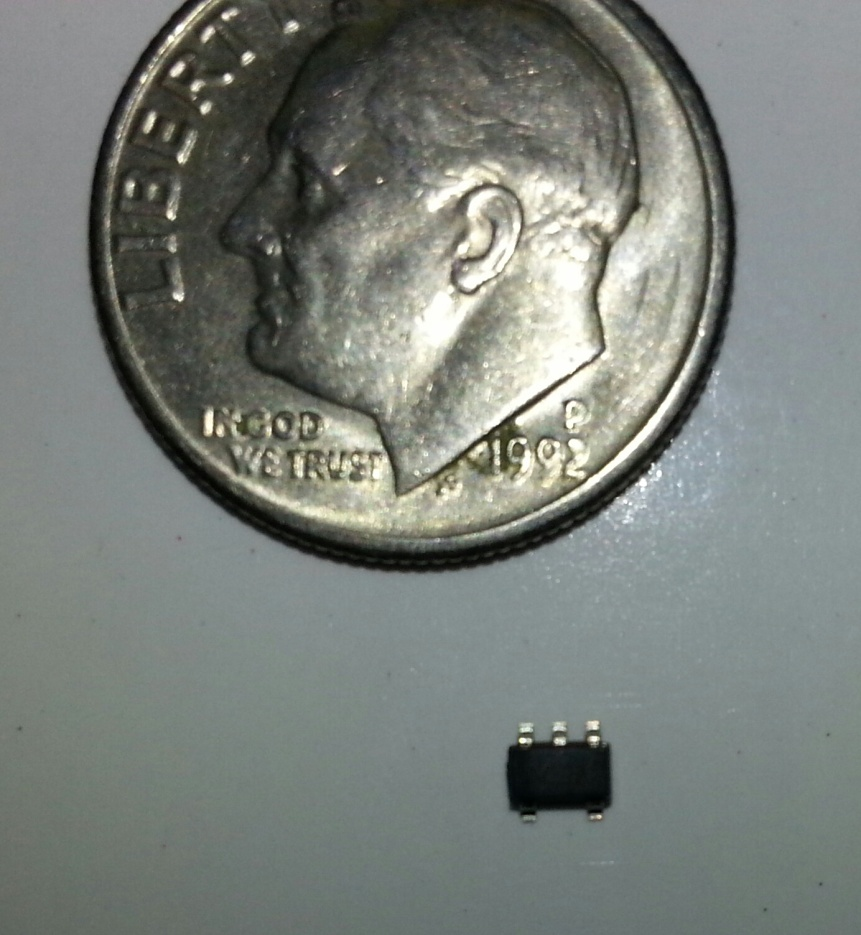 LIBERTY
IN GOD
WE TRUST
P
1992